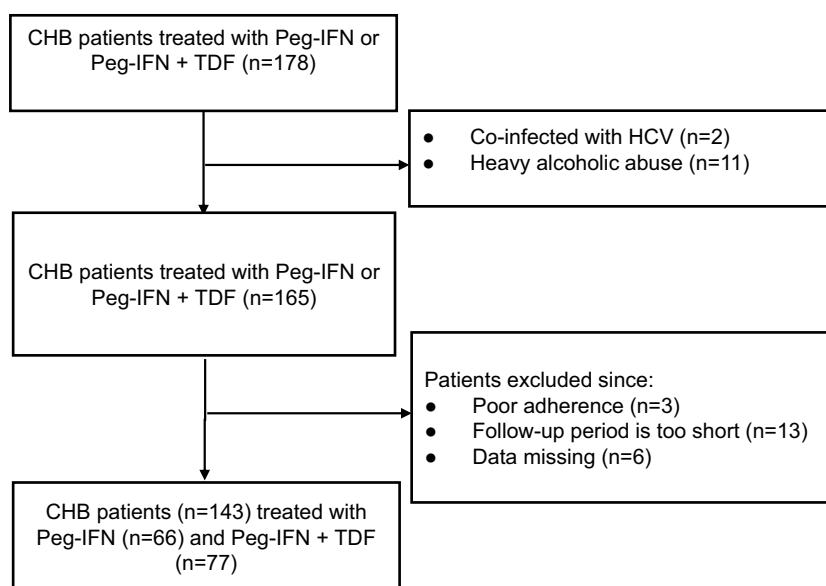 CHB patients treated with Peg-IFN or
Peg-IFN + TDF (n=178)
● Co-infected with HCV (n=2)
● Heavy alcoholic abuse (n=11)
CHB patients treated with Peg-IFN or
Peg-IFN + TDF (n=165)
Patients excluded since:
● Poor adherence (n=3)
● Follow-up period is too short (n=13)
● Data missing (n=6)
CHB patients (n=143) treated with
Peg-IFN (n=66) and Peg-IFN + TDF
(n=77)